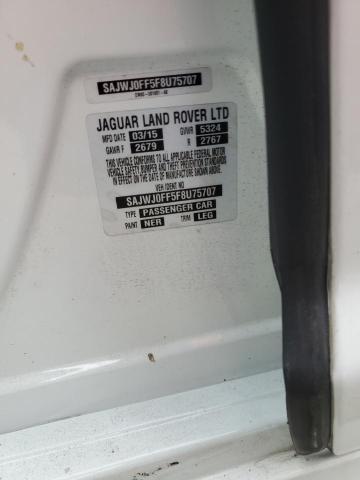 SAJWJ0FF5F8U75707
JAGUAR LAND ROVER LTD
MFD DATE 03/15 GVWR 5324
GAWR F 2679 R 2767
THIS VEHICLE CONFORMS TO ALL APPLICABLE FEDERAL MOTOR
VEHICLE SAFETY, BUMPER AND THEFT PREVENTION STANDARDS
IN EFFECT ON THE DATE OF MANUFACTURE SHOWN ABOVE
VEH IDENT NO
SAJWJ0FF5F8U75707
TYPE PASSENGER CAR
PAINT NER TRIM LEG